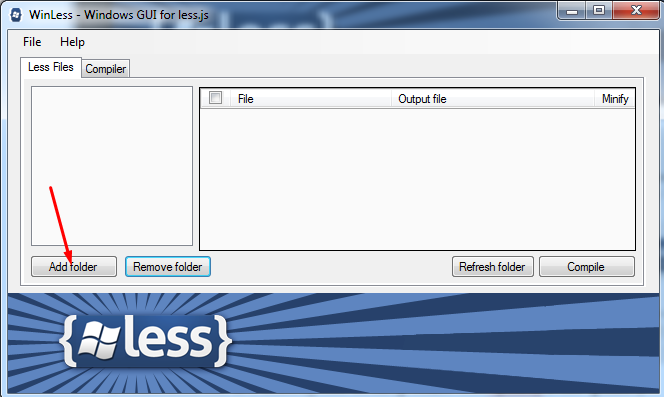 WinLess - Windows GUI for less.js
File Help
Less Files Compiler
File Output file Minify
Add folder Remove folder Refresh folder Compile
{less}